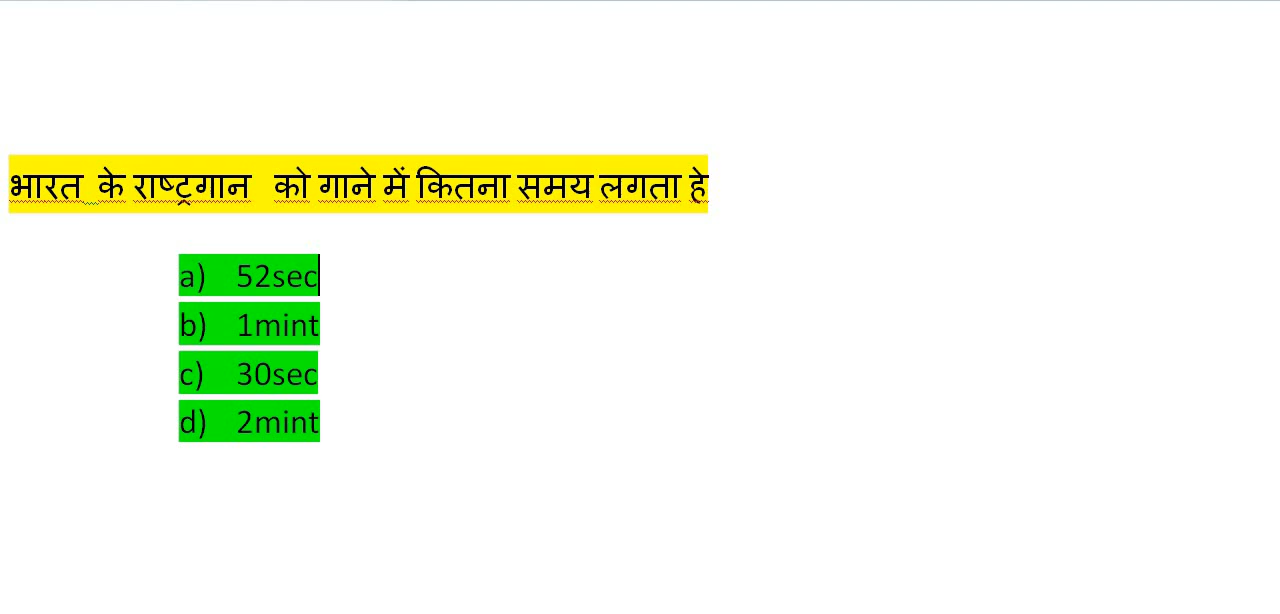 भारत के राष्ट्रगान को गाने में कितना समय लगता हे
a) 52sec
b) 1mint
c) 30sec
d) 2mint